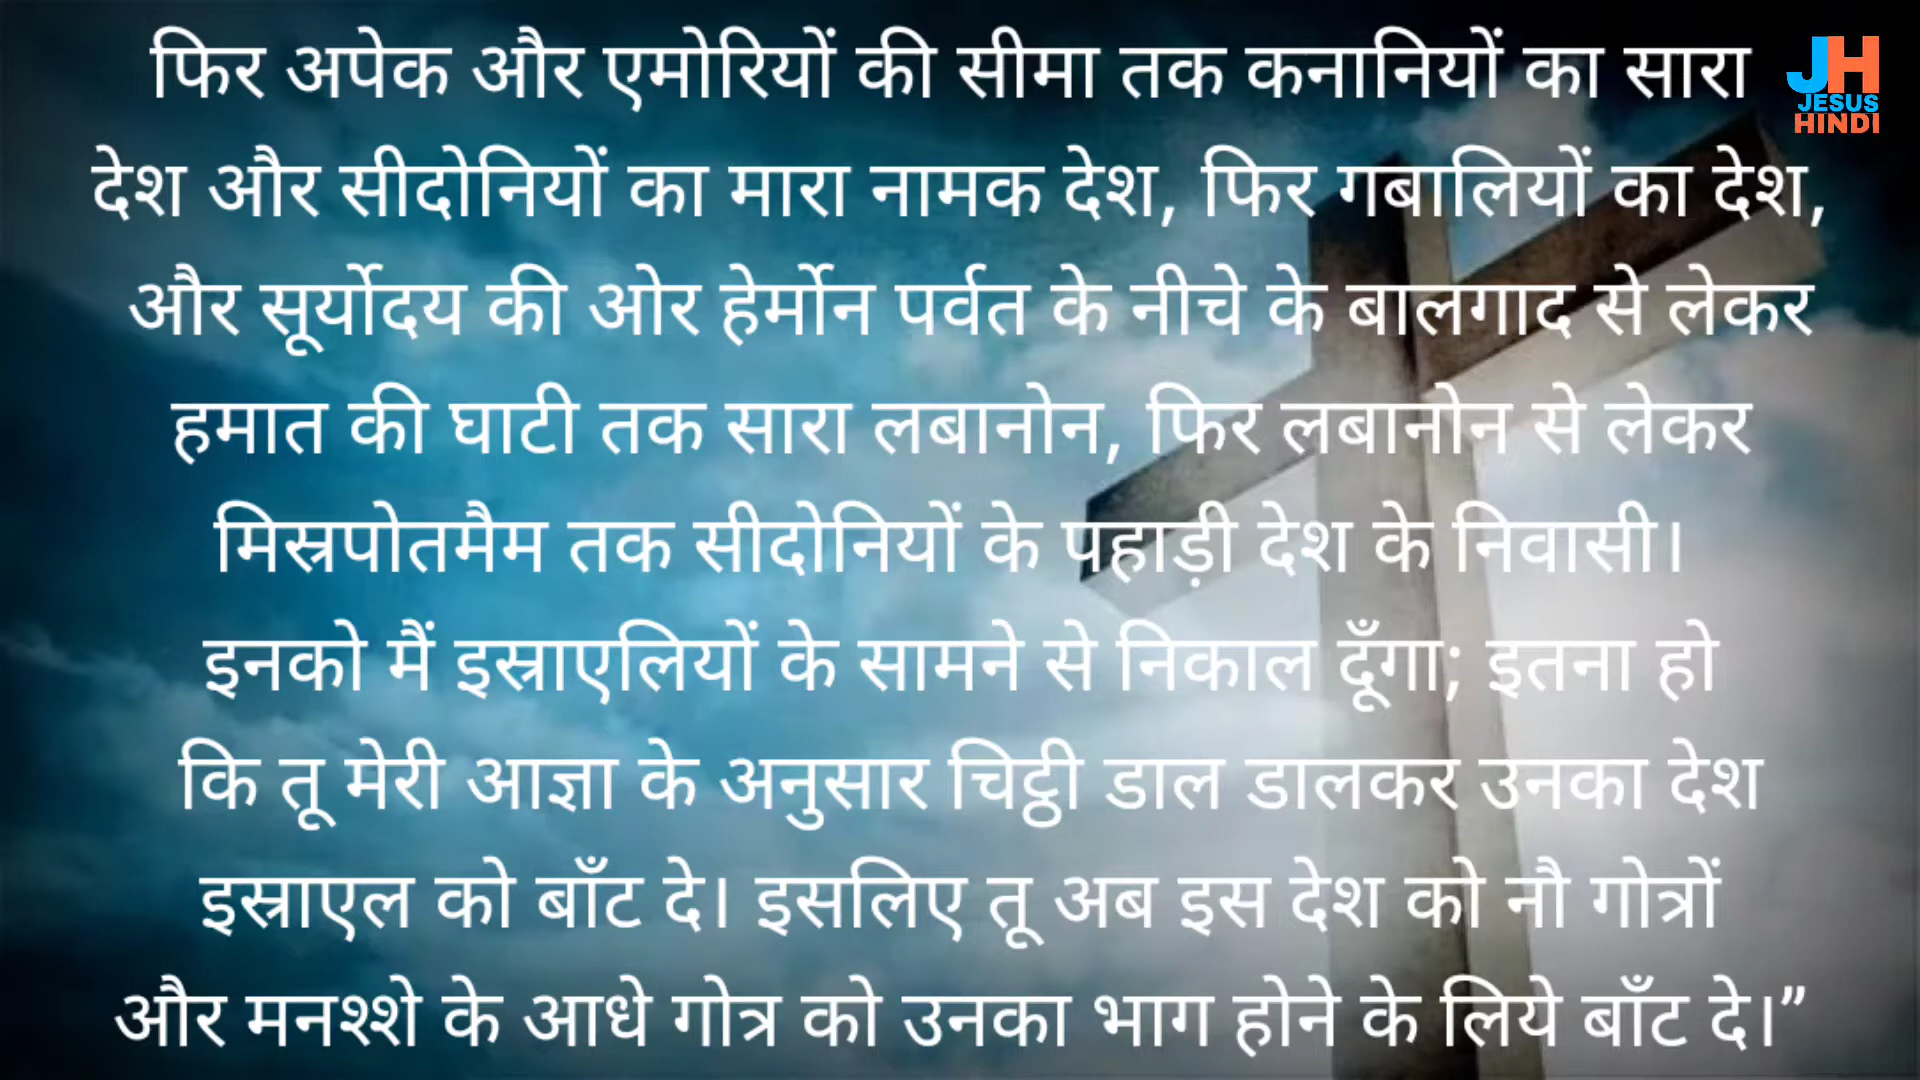 फिर अपेक और एमोरियों की सीमा तक कनानियों का सारा
देश और सीदोनियों का मारा नामक देश, फिर गबालियों का देश,
और सूर्योदय की ओर हेर्मोन पर्वत के नीचे के बालगाद से लेकर
हमात की घाटी तक सारा लबानोन, फिर लबानोन से लेकर
मिस्रपोतमैम तक सीदोनियों के पहाड़ी देश के निवासी।
इनको मैं इस्राएलियों के सामने से निकाल दूँगा; इतना हो
कि तू मेरी आज्ञा के अनुसार चिट्ठी डाल डालकर उनका देश
इस्राएल को बाँट दे। इसलिए तू अब इस देश को नौ गोत्रों
और मनश्शे के आधे गोत्र को उनका भाग होने के लिये बाँट दे।”
JH
JESUS
HINDI